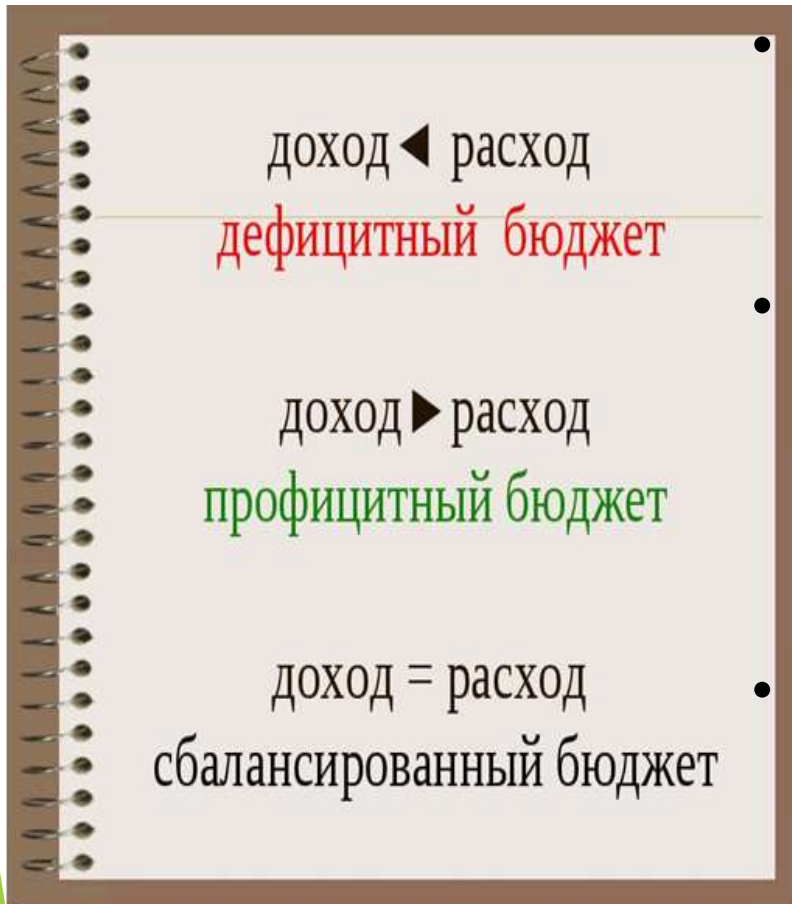 доход ◀ расход
дефицитный бюджет
доход ▶ расход
профицитный бюджет
доход = расход
сбалансированный бюджет